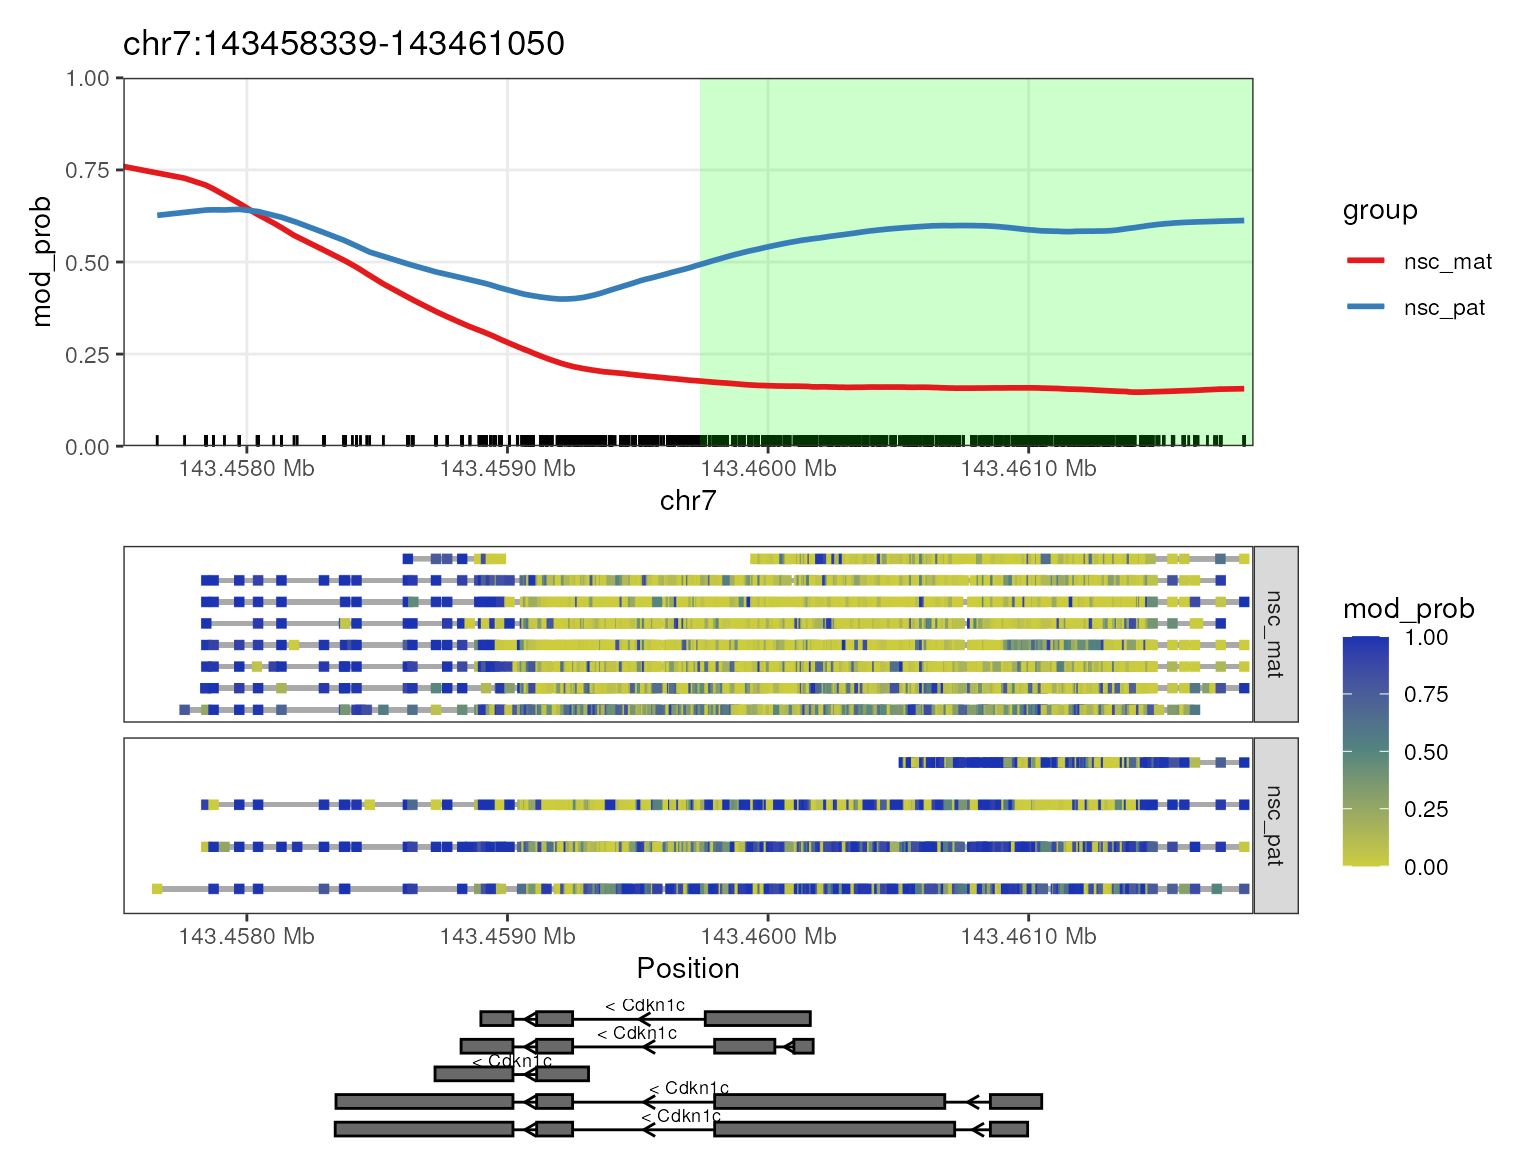 chr7:143458339-143461050
1.00
0.75
0.50
0.25
0.00
mod_prob
143.4580 Mb 143.4590 Mb 143.4600 Mb 143.4610 Mb
chr7
group
nsc_mat
nsc_pat
nsc_mat
nsc_pat
143.4580 Mb 143.4590 Mb 143.4600 Mb 143.4610 Mb
Position
mod_prob
1.00
0.75
0.50
0.25
0.00
< Cdkn1c
< Cdkn1c
< Cdkn1c
< Cdkn1c
< Cdkn1c